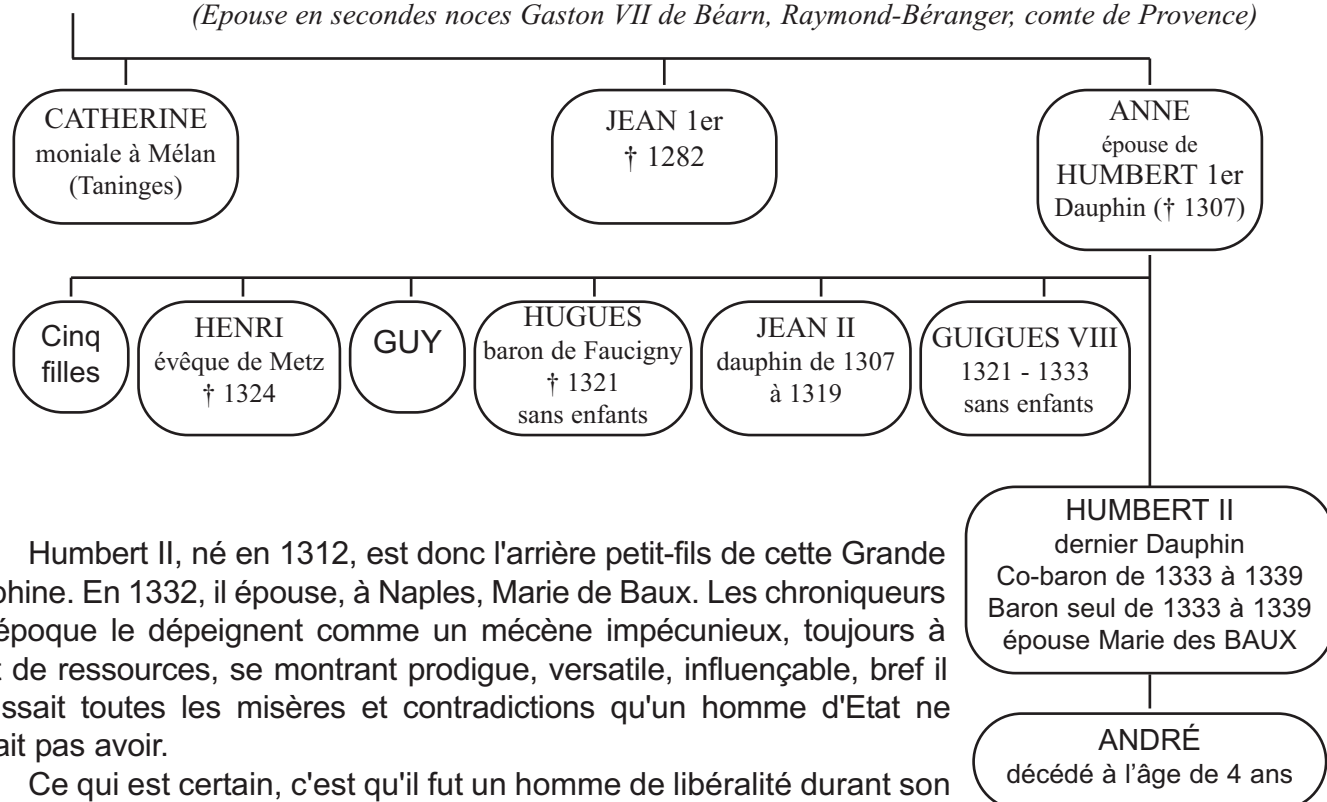 (Epouse en secondes noces Gaston VII de Béarn, Raymond-Béranger, comte de Provence)
CATHERINE
moniale à Mélan
(Taninges)
JEAN 1er
† 1282
ANNE
épouse de
HUMBERT 1er
Dauphin († 1307)
Cinq
filles
HENRI
évêque de Metz
† 1324
GUY
HUGUES
baron de Faucigny
† 1321
sans enfants
JEAN II
dauphin de 1307
à 1319
GUIGUES VIII
1321 - 1333
sans enfants
HUMBERT II
dernier Dauphin
Co-baron de 1333 à 1339
Baron seul de 1333 à 1339
épouse Marie des BAUX
ANDRÉ
décédé à l’âge de 4 ans
Humbert II, né en 1312, est donc l'arrière petit-fils de cette Grande
phine. En 1332, il épouse, à Naples, Marie de Baux. Les chroniqueurs
époque le dépeignent comme un mécène impécunieux, toujours à
de ressources, se montrant prodigue, versatile, influençable, bref il
ssait toutes les misères et contradictions qu'un homme d'Etat ne
ait pas avoir.
Ce qui est certain, c'est qu'il fut un homme de libéralité durant son